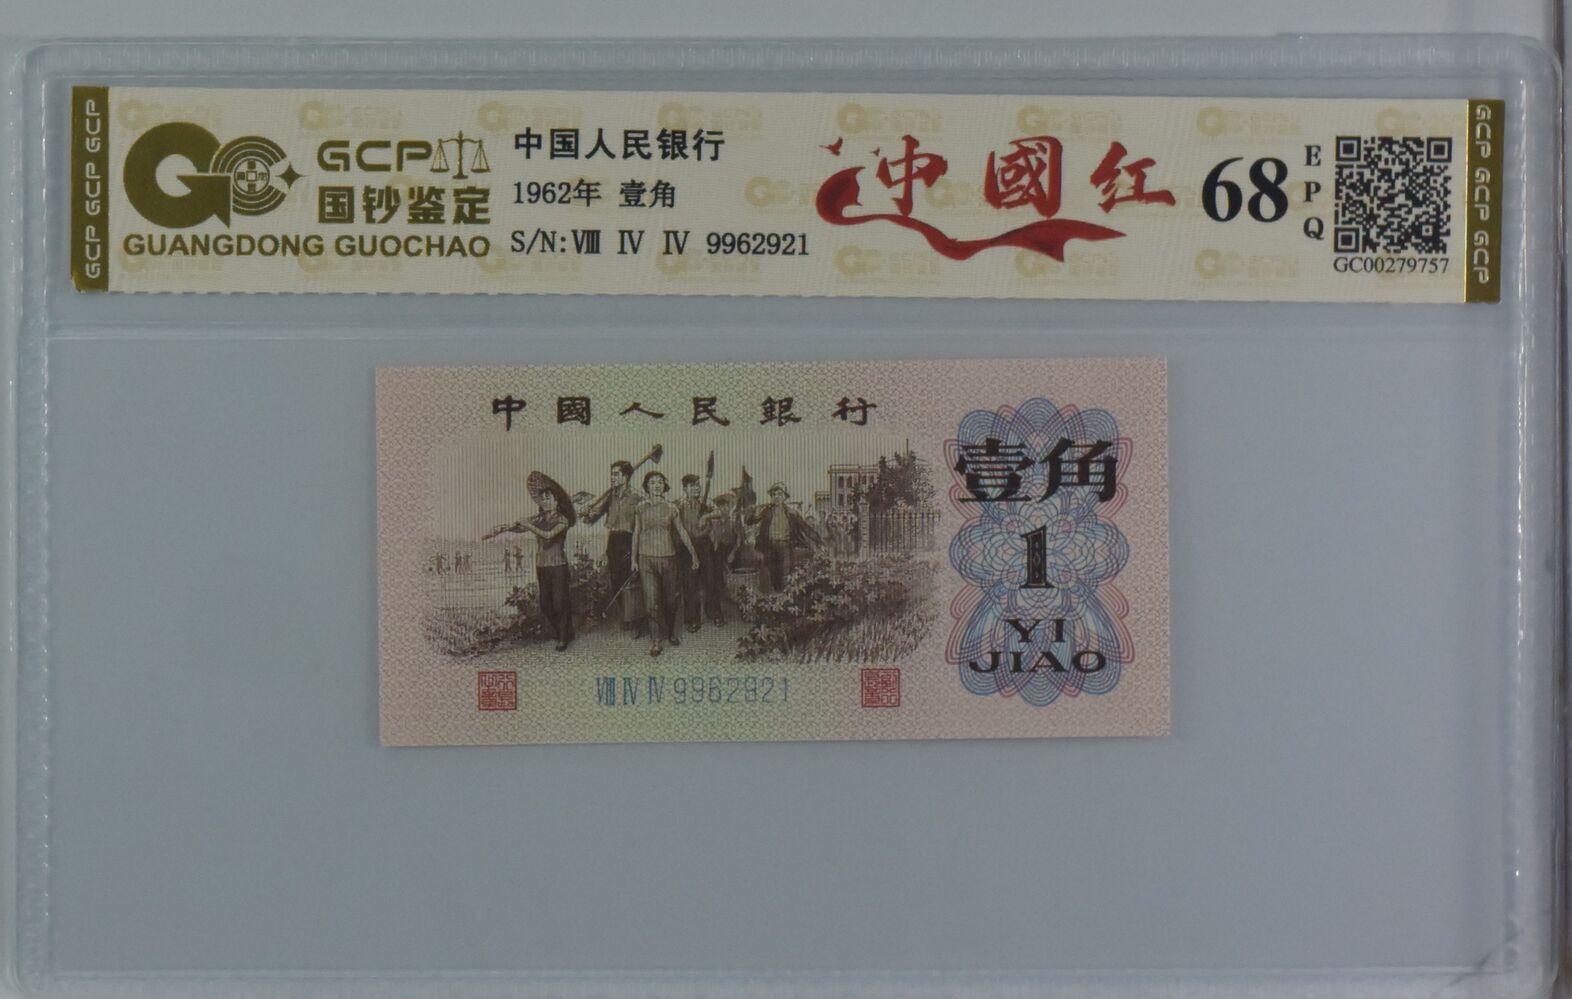 GCP GCP GCP
GCP
国钞鉴定
GUANGDONG GUOCHAO
中国人民银行
1962年 壹角
S/N:Ⅷ Ⅳ Ⅳ 9962921
中國红
68
EPQ
GC00279757
GCP GCP GCP
中國人民銀行
壹角
1
YI
JIAO
Ⅷ Ⅳ Ⅳ 9962921